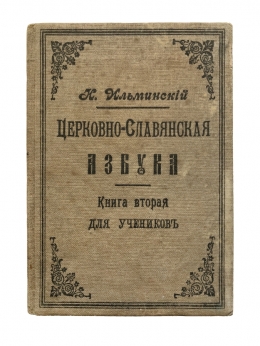 Н. Ильминскій
Церковно-Славянская
АЗБУКА
Книга вторая
для учениковъ